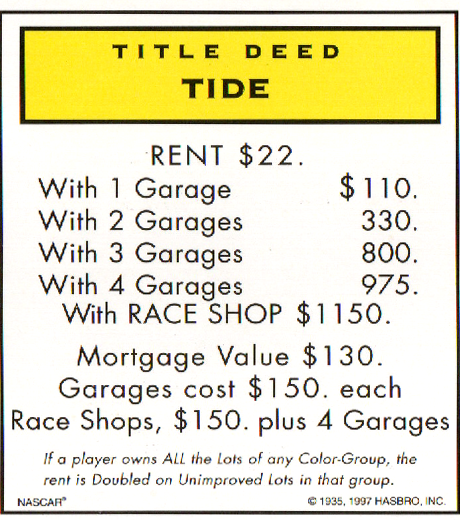 TITLE DEED
TIDE
RENT $22.
With 1 Garage $110.
With 2 Garages 330.
With 3 Garages 800.
With 4 Garages 975.
With RACE SHOP $1150.
Mortgage Value $130.
Garages cost $150. each
Race Shops, $150. plus 4 Garages
If a player owns ALL the Lots of any Color-Group, the
rent is Doubled on Unimproved Lots in that group.
NASCAR® © 1935, 1997 HASBRO, INC.